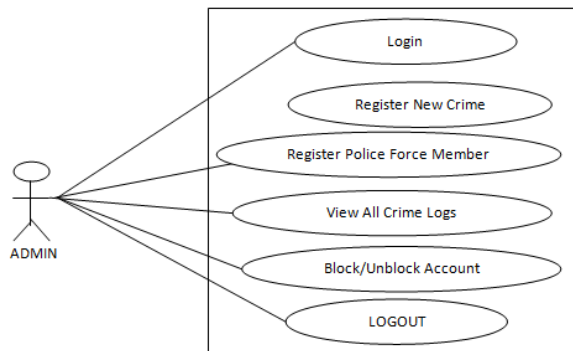 Login
Register New Crime
Register Police Force Member
View All Crime Logs
ADMIN
Block/Unblock Account
LOGOUT